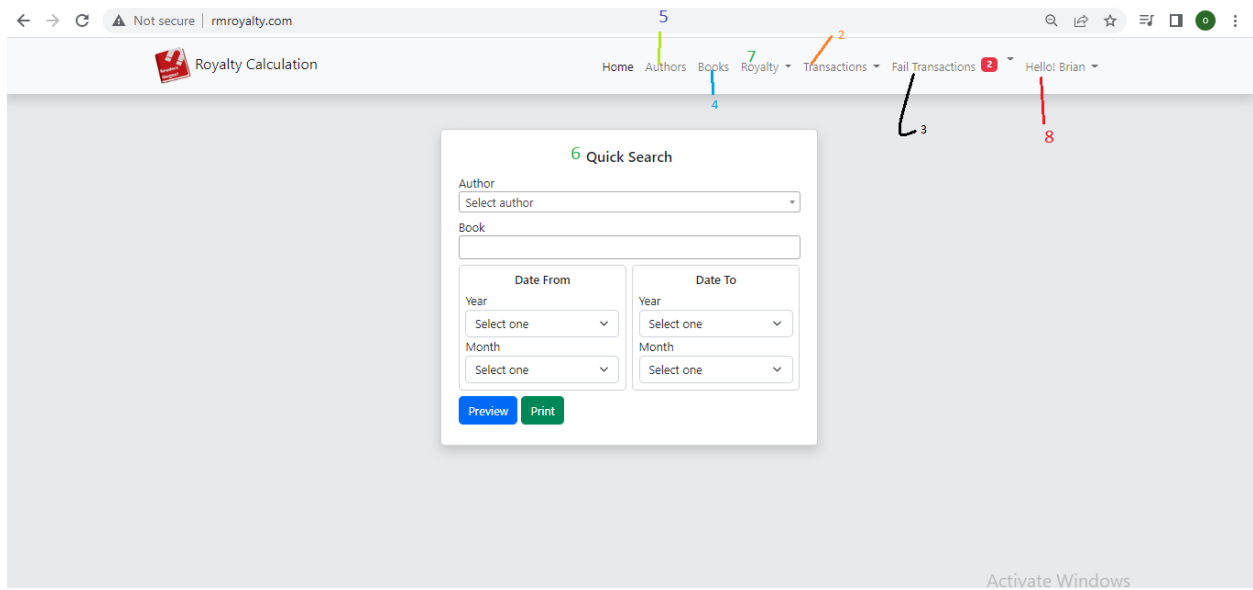 Not secure rmroyalty.com
5
2
7
Royalty Calculation
Home Authors Books Royalty Transactions Fail Transactions 2 Hello! Brian
4
3
8
6 Quick Search
Author
Select author
Book
Date From Date To
Year Year
Select one Select one
Month Month
Select one Select one
Preview Print
Activate Windows